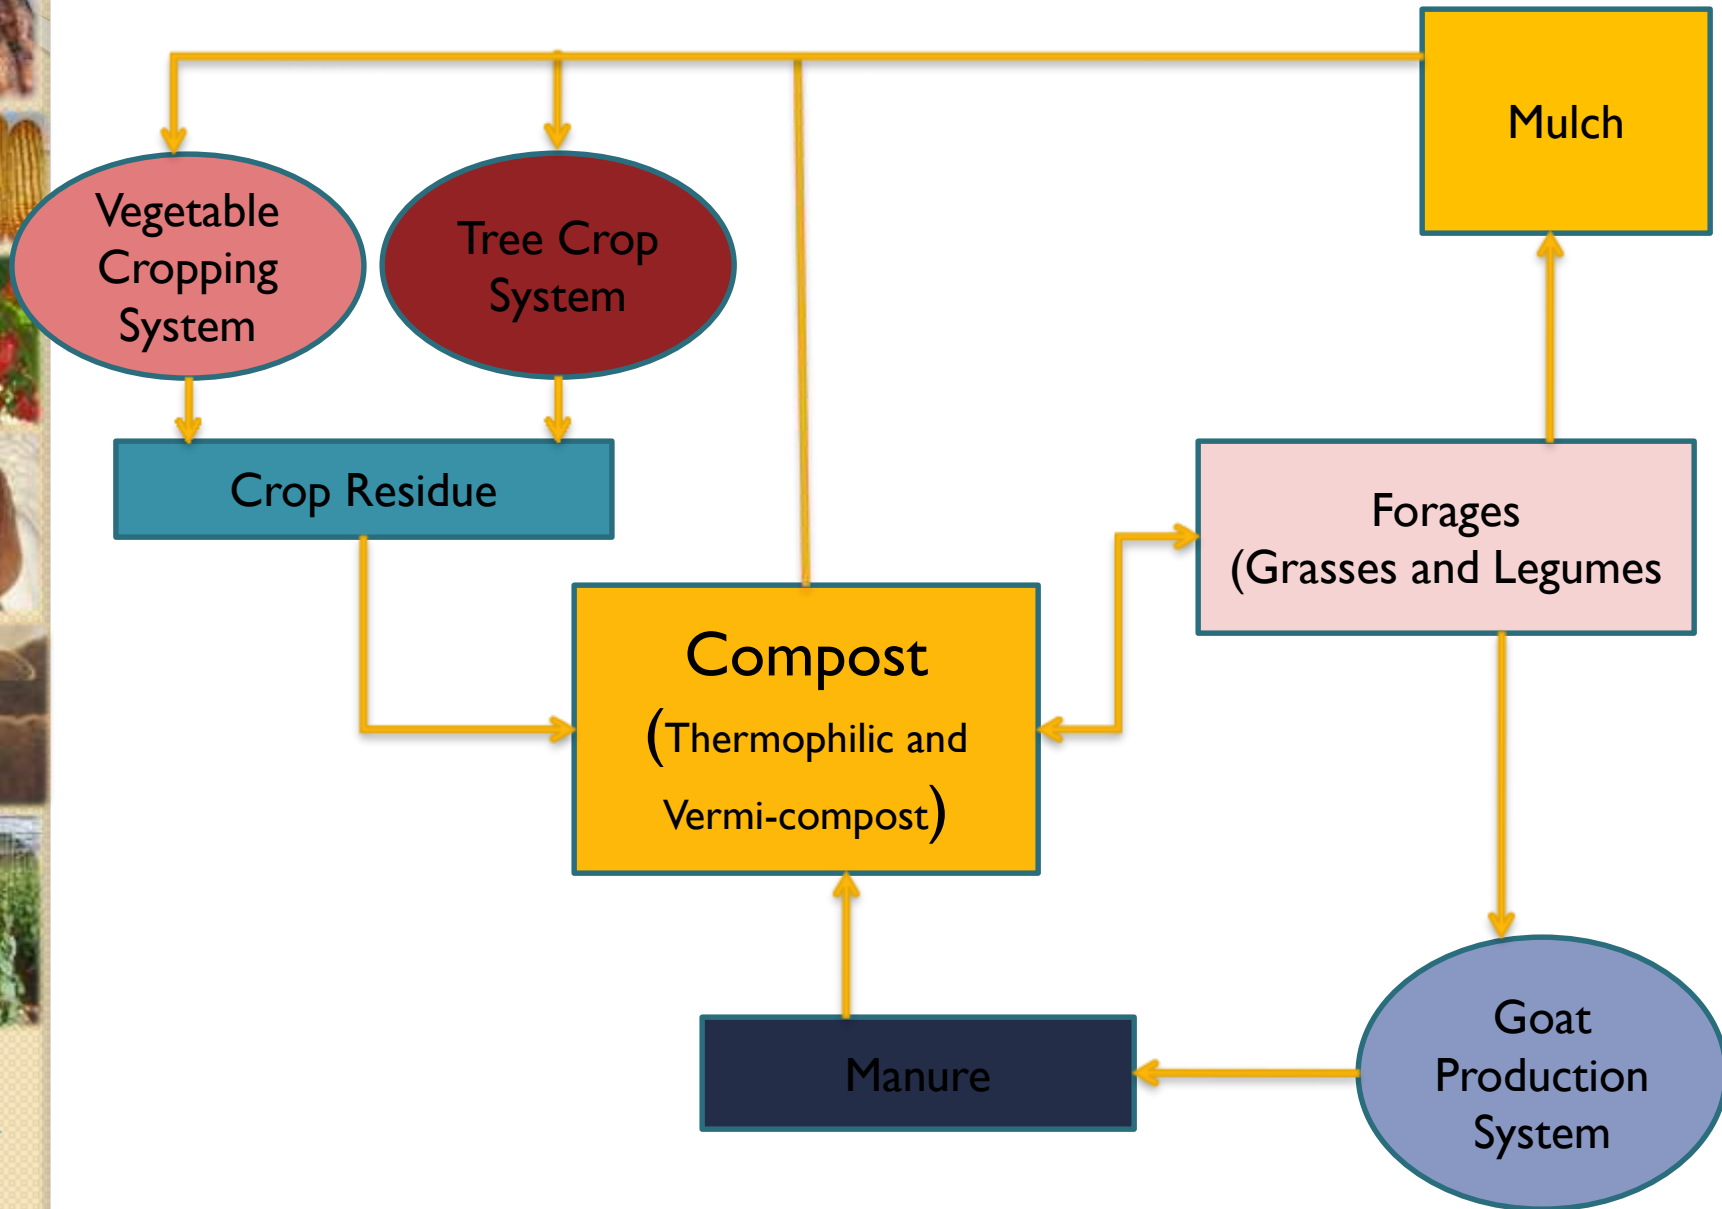 Mulch
Vegetable
Cropping
System
Tree Crop
System
Crop Residue
Forages
(Grasses and Legumes
Compost
(Thermophilic and
Vermi-compost)
Manure
Goat
Production
System